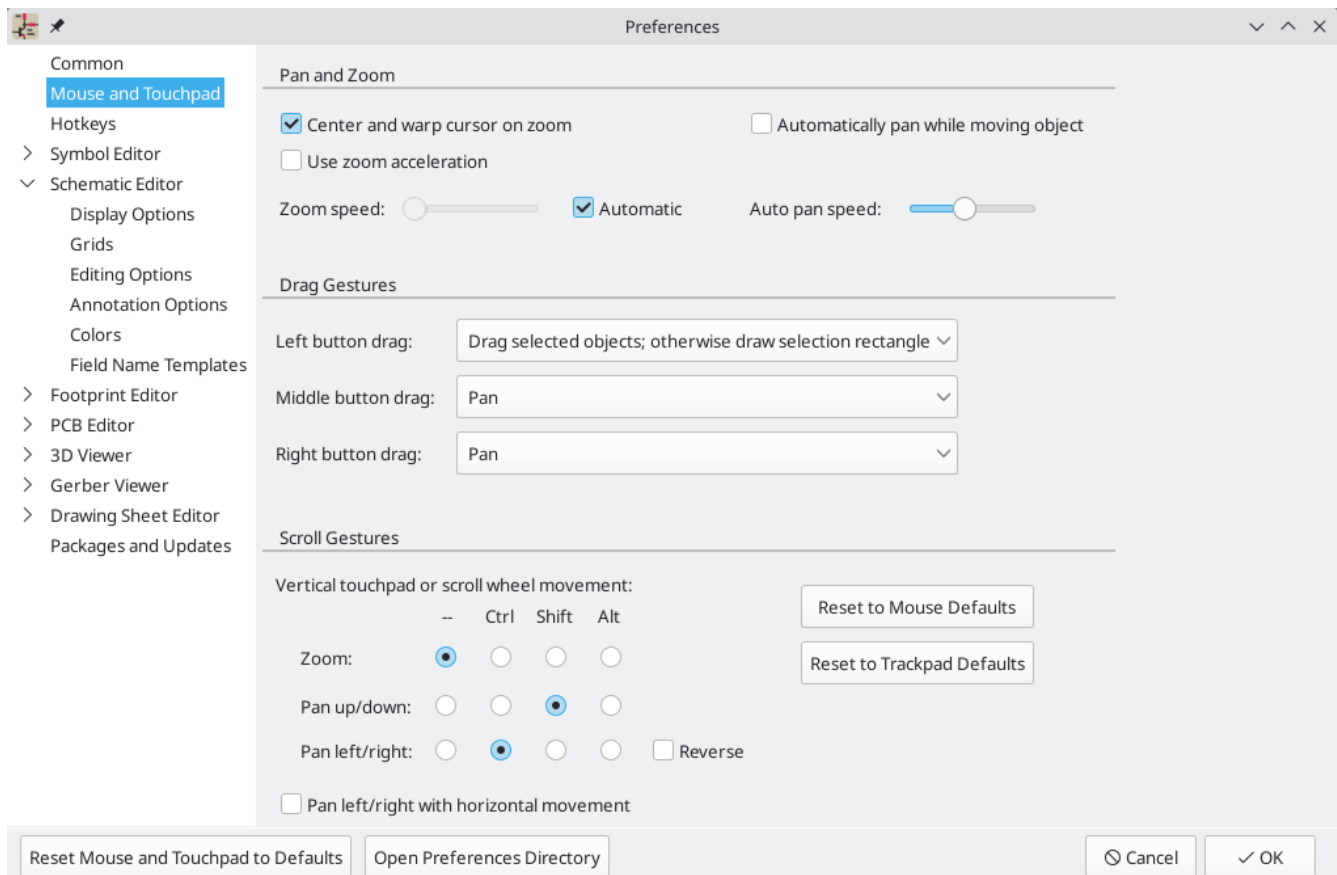 Preferences
Common
Mouse and Touchpad
Hotkeys
Symbol Editor
Schematic Editor
Display Options
Grids
Editing Options
Annotation Options
Colors
Field Name Templates
Footprint Editor
PCB Editor
3D Viewer
Gerber Viewer
Drawing Sheet Editor
Packages and Updates
Pan and Zoom
Center and warp cursor on zoom
Automatically pan while moving object
Use zoom acceleration
Zoom speed:
Automatic
Auto pan speed:
Drag Gestures
Left button drag:
Drag selected objects; otherwise draw selection rectangle
Middle button drag:
Pan
Right button drag:
Pan
Scroll Gestures
Vertical touchpad or scroll wheel movement:
-- Ctrl Shift Alt
Zoom:
Pan up/down:
Pan left/right:
Reverse
Pan left/right with horizontal movement
Reset to Mouse Defaults
Reset to Trackpad Defaults
Reset Mouse and Touchpad to Defaults
Open Preferences Directory
Cancel
OK